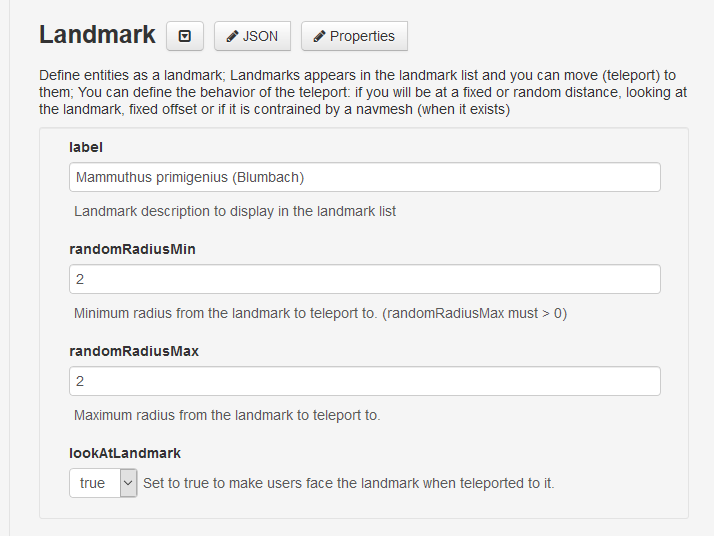 Landmark JSON Properties
Define entities as a landmark; Landmarks appears in the landmark list and you can move (teleport) to
them; You can define the behavior of the teleport: if you will be at a fixed or random distance, looking at
the landmark, fixed offset or if it is contrained by a navmesh (when it exists)
label
Mammuthus primigenius (Blumbach)
Landmark description to display in the landmark list
randomRadiusMin
2
Minimum radius from the landmark to teleport to. (randomRadiusMax must > 0)
randomRadiusMax
2
Maximum radius from the landmark to teleport to.
lookAtLandmark
true Set to true to make users face the landmark when teleported to it.